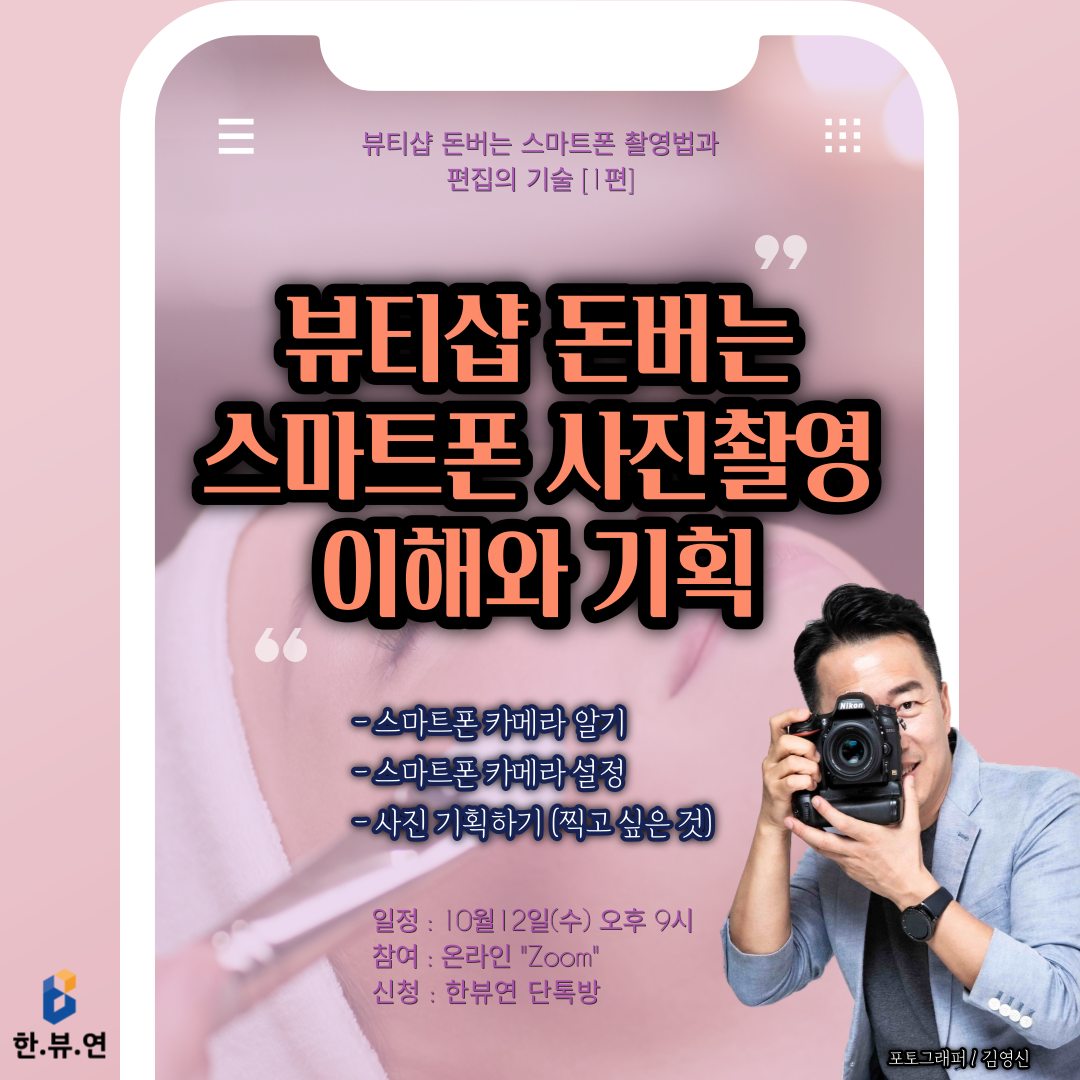 뷰티샵 돈버는 스마트폰 촬영법과
편집의 기술 [1편]
뷰티샵 돈버는
스마트폰 사진촬영
이해와 기획
- 스마트폰 카메라 알기
- 스마트폰 카메라 설정
- 사진 기획하기 (찍고 싶은 것)
Nikon
일정 : 10월12일(수) 오후 9시
참여 : 온라인 "Zoom"
신청 : 한뷰연 단톡방
한.뷰.연
포토그래퍼 / 김영신